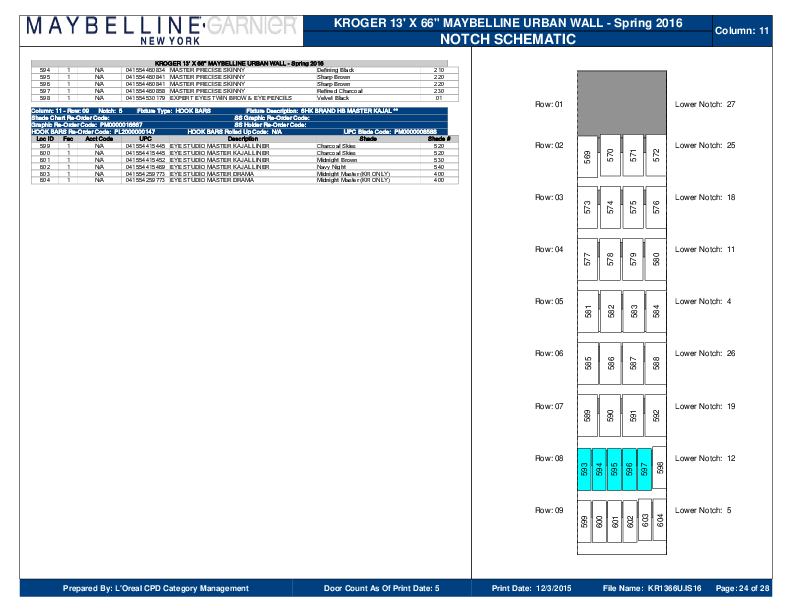 MAYBELLINE GARNIER
NEW YORK
KROGER 13' X 66" MAYBELLINE URBAN WALL - Spring 2016
NOTCH SCHEMATIC
Column: 11
KROGER 13' X 66" MAYBELLINE URBAN WALL - Spring 2016
594 1 N/A 041554460834 MASTER PRECISE SKINNY Defining Black 210
595 1 N/A 041554460841 MASTER PRECISE SKINNY Sharp Brown 220
596 1 N/A 041554460841 MASTER PRECISE SKINNY Sharp Brown 220
597 1 N/A 041554460858 MASTER PRECISE SKINNY Refined Charcoal 230
598 1 N/A 041554530179 EXPERT EYES TWIN BROW & EYE PENCILS Velvet Black 01
Column: 11 - Row: 09 Notch: 5 Fixture Type: HOOK BARS Fixture Description: 6HK BRAND HB MASTER KAJAL **
Shade Chart Re-Order Code: SS Graphic Re-Order Code:
Graphic Re-Order Code: PM0000016667 SS Holder Re-Order Code:
HOOK BARS Re-Order Code: PL2000000147 HOOK BARS Rolled Up Code: N/A UPC Blade Code: PM0000008586
Loc ID Fac Acct Code UPC Description Shade Shade #
599 1 N/A 041554415445 EYE STUDIO MASTER KAJAL LINER Charcoal Skies 520
600 1 N/A 041554415445 EYE STUDIO MASTER KAJAL LINER Charcoal Skies 520
601 1 N/A 041554415452 EYE STUDIO MASTER KAJAL LINER Midnight Brown 530
602 1 N/A 041554415469 EYE STUDIO MASTER KAJAL LINER Navy Night 540
603 1 N/A 041554259773 EYE STUDIO MASTER DRAMA Midnight Master (KR ONLY) 400
604 1 N/A 041554259773 EYE STUDIO MASTER DRAMA Midnight Master (KR ONLY) 400
Row: 01 Lower Notch: 27
Row: 02 569 570 571 572 Lower Notch: 25
Row: 03 573 574 575 576 Lower Notch: 18
Row: 04 577 578 579 580 Lower Notch: 11
Row: 05 581 582 583 584 Lower Notch: 4
Row: 06 585 586 587 588 Lower Notch: 26
Row: 07 589 590 591 592 Lower Notch: 19
Row: 08 593 594 595 596 597 598 Lower Notch: 12
Row: 09 599 600 601 602 603 604 Lower Notch: 5
Prepared By: L'Oreal CPD Category Management Door Count As Of Print Date: 5 Print Date: 12/3/2015 File Name: KR1366UJS16 Page: 24 of 28